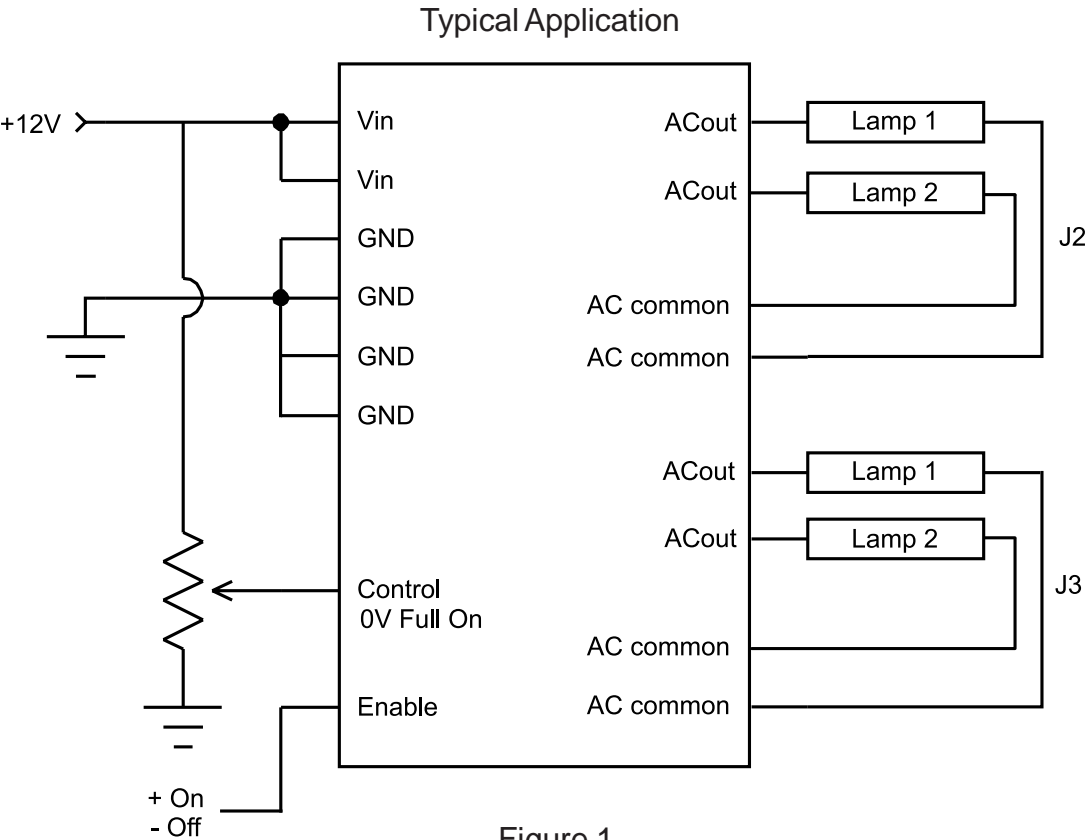 Typical Application
+12V
Vin
Vin
GND
GND
GND
GND
Control
0V Full On
Enable
+ On
- Off
ACout
Lamp 1
ACout
Lamp 2
J2
AC common
AC common
ACout
Lamp 1
ACout
Lamp 2
J3
AC common
AC common
Figure 1